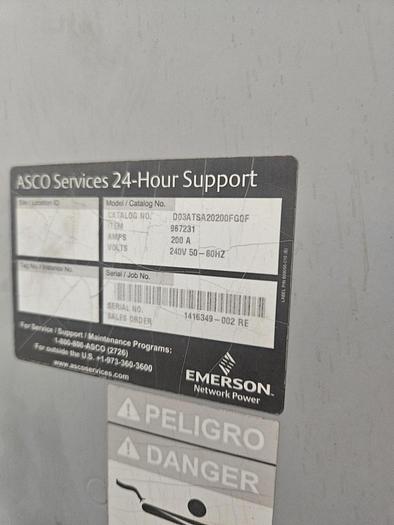 ASCO Services 24-Hour Support
Site / Location ID
Model / Catalog No.
CATALOG NO. D03ATSA20200FG0F
ITEM 967231
AMPS 200 A
VOLTS 240V 50-60HZ
Tag No./ Instance No.
Serial / Job No.
SERIAL NO.
SALES ORDER 1416349-002 RE
For Service / Support / Maintenance Programs:
1-800-800-ASCO (2726)
For outside the U.S. +1-973-360-3600
www.ascoservices.com
EMERSON
Network Power
PELIGRO
DANGER